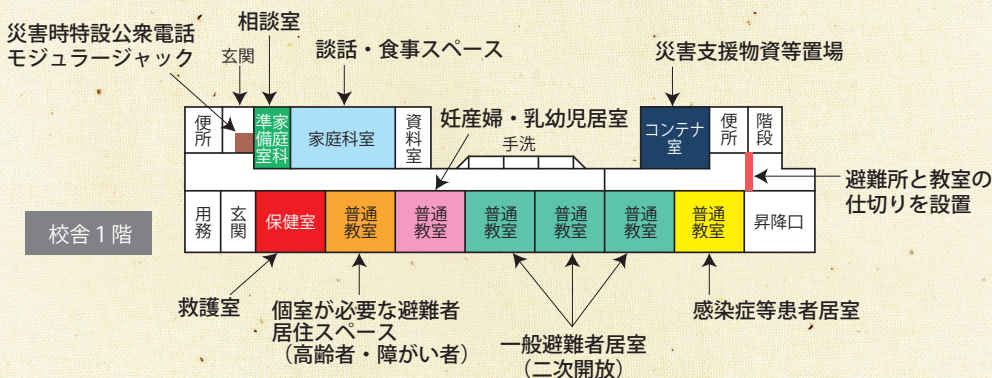 災害時特設公衆電話
モジュラージャック
玄関
相談室
談話・食事スペース
災害支援物資等置場
妊産婦・乳幼児居室
便所
家庭科
準備室
家庭科室
資料室
手洗
コンテナ
室
便所
階段
避難所と教室の
仕切りを設置
校舎1階
用務
玄関
保健室
普通
教室
普通
教室
普通
教室
普通
教室
普通
教室
普通
教室
昇降口
救護室
個室が必要な避難者
居住スペース
（高齢者・障がい者）
一般避難者居室
（二次開放）
感染症等患者居室